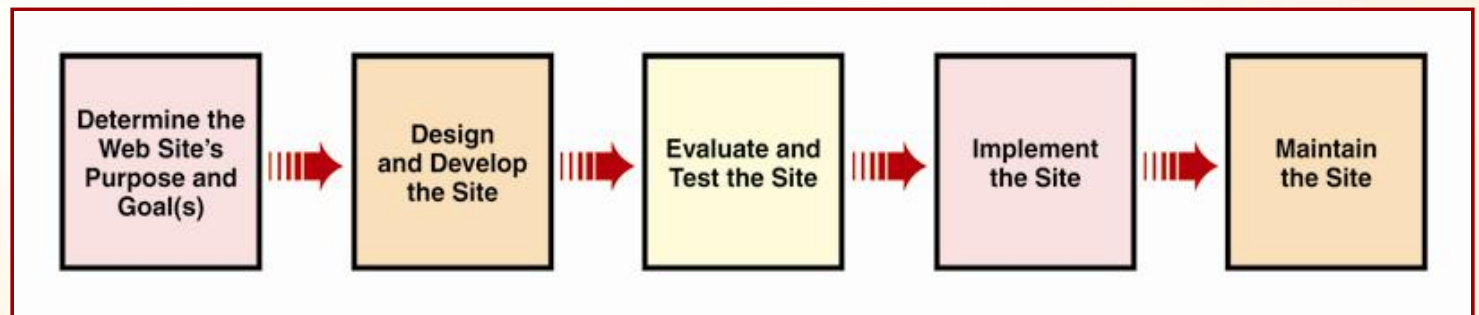 Determine the
Web Site's
Purpose and
Goal(s)
Design
and Develop
the Site
Evaluate and
Test the Site
Implement
the Site
Maintain
the Site